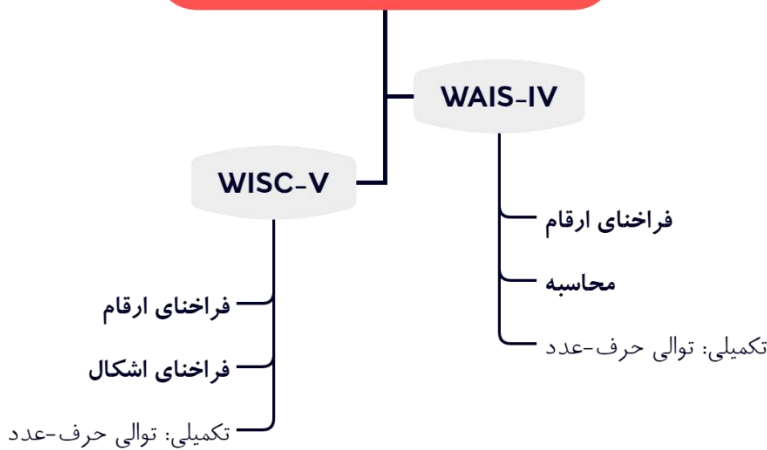 WAIS-IV
فراخنای ارقام
محاسبه
تکمیلی: توالی حرف-عدد
WISC-V
فراخنای ارقام
فراخنای اشکال
تکمیلی: توالی حرف-عدد